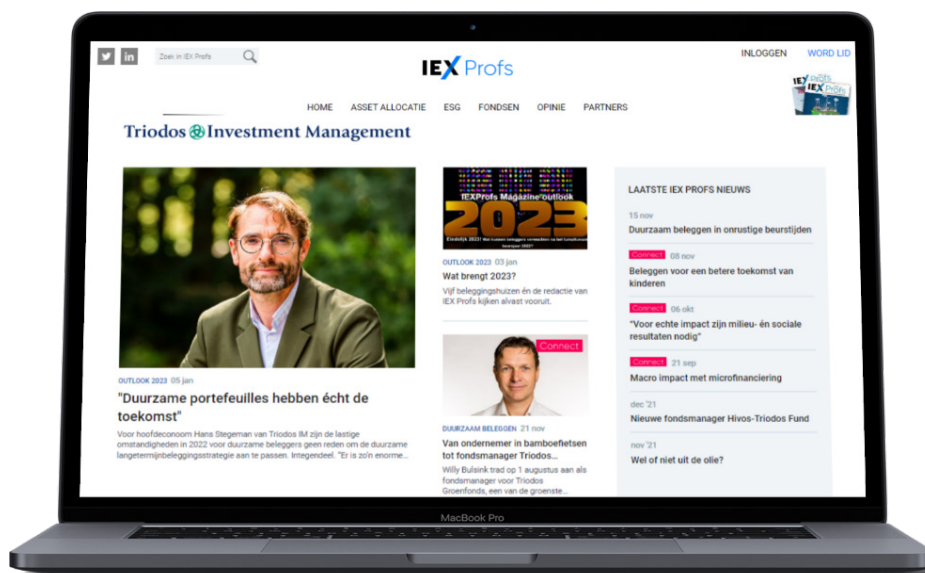 Zoek in IEX Profs
IEX Profs
INLOGGEN
WORD LID
IEX Profs
HOME
ASSET ALLOCATIE
ESG
FONDSEN
OPINIE
PARTNERS
Triodos Investment Management
OUTLOOK 2023 05 jan
"Duurzame portefeuilles hebben écht de
toekomst"
Voor hoofdeconoom Hans Stegeman van Triodos IM zijn de lastige
omstandigheden in 2022 voor duurzame beleggers geen reden om de duurzame
langetermijnbeleggingsstrategie aan te passen. Integendeel. "Er is zo'n enorme...
IEXProfs Magazine outlook
2023
OUTLOOK 2023 03 jan
Wat brengt 2023?
Vijf beleggingshuizen én de redactie van
IEX Profs kijken alvast vooruit.
Connect
DUURZAAM BELEGGEN 21 nov
Van ondernemer in bamboefietsen
tot fondsmanager Triodos...
Willy Bulsink trad op 1 augustus aan als
fondsmanager voor Triodos
Groenfonds, een van de groenste...
LAATSTE IEX PROFS NIEUWS
15 nov
Duurzaam beleggen in onrustige beurstijden
Connect 08 nov
Beleggen voor een betere toekomst van
kinderen
Connect 06 okt
"Voor echte impact zijn milieu- én sociale
resultaten nodig"
Connect 21 sep
Macro impact met microfinanciering
dec '21
Nieuwe fondsmanager Hivos-Triodos Fund
nov '21
Wel of niet uit de olie?
MacBook Pro